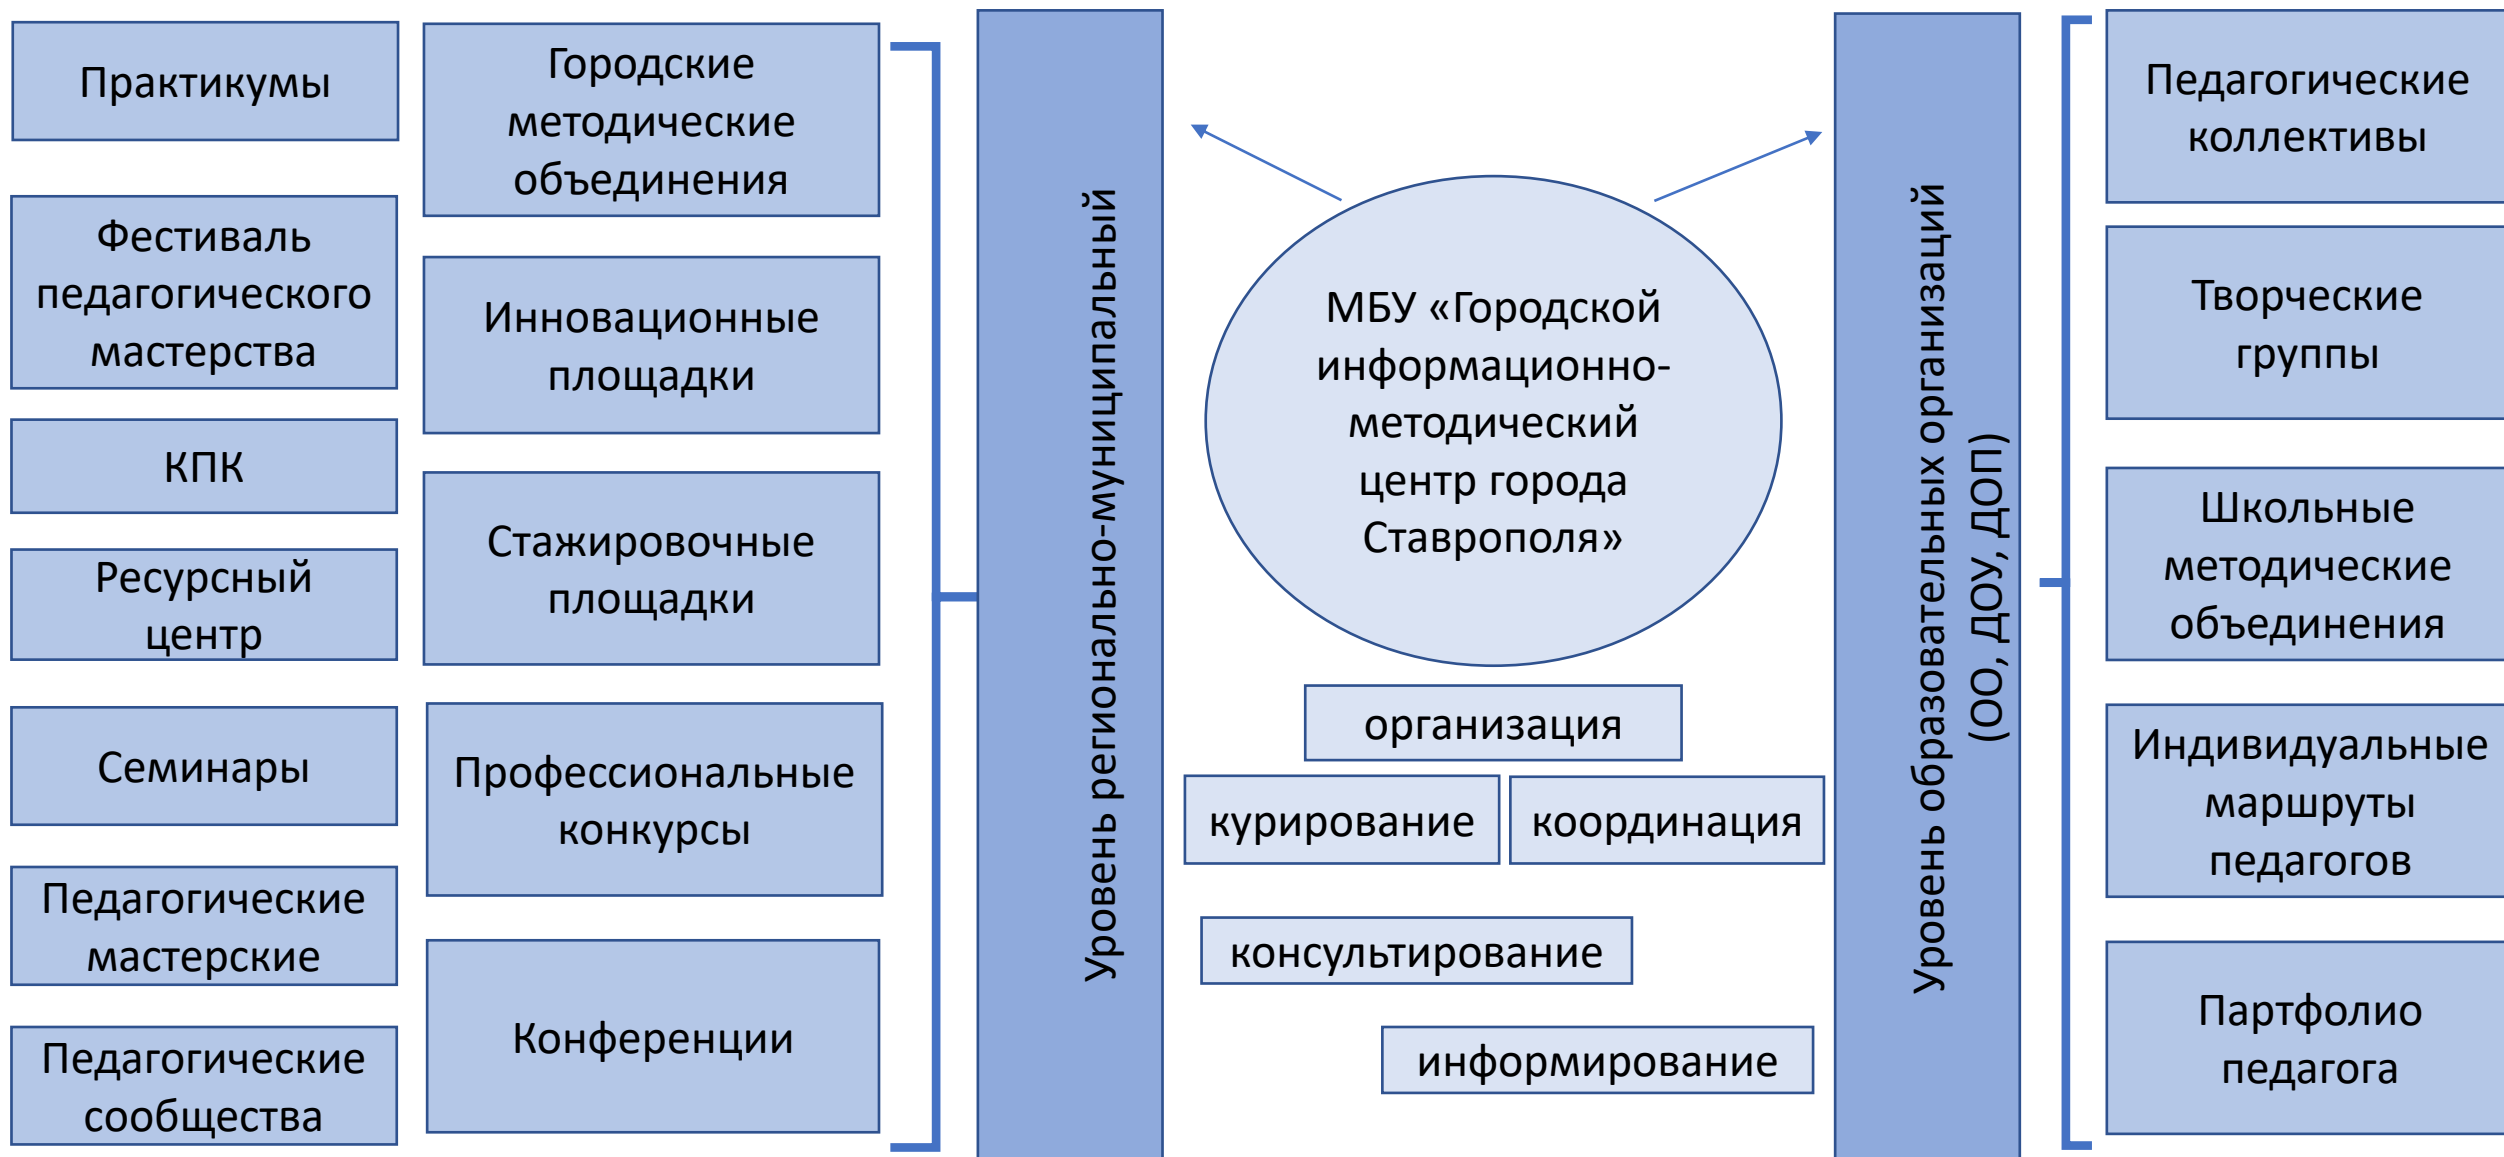 Практикумы
Фестиваль
педагогического
мастерства
КПК
Ресурсный
центр
Семинары
Педагогические
мастерские
Педагогические
сообщества
Городские
методические
объединения
Инновационные
площадки
Стажировочные
площадки
Профессиональные
конкурсы
Конференции
Уровень регионально-муниципальный
МБУ «Городской
информационно-
методический
центр города
Ставрополя»
организация
курирование
координация
консультирование
информирование
Уровень образовательных организаций
(ОО, ДОУ, ДОП)
Педагогические
коллективы
Творческие
группы
Школьные
методические
объединения
Индивидуальные
маршруты
педагогов
Партфолио
педагога